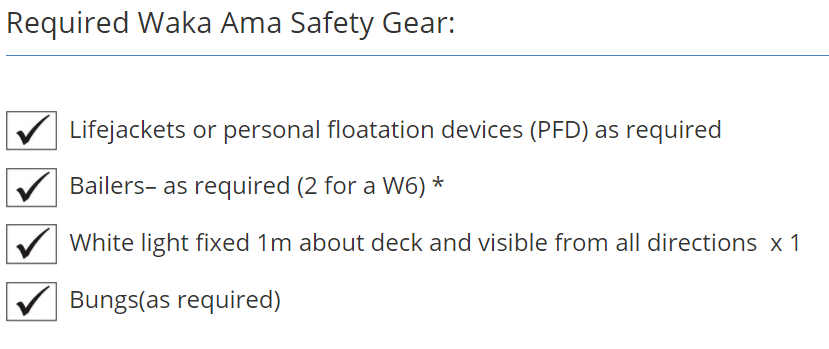 Required Waka Ama Safety Gear:
Lifejackets or personal floatation devices (PFD) as required
Bailers– as required (2 for a W6) *
White light fixed 1m about deck and visible from all directions  x 1
Bungs(as required)